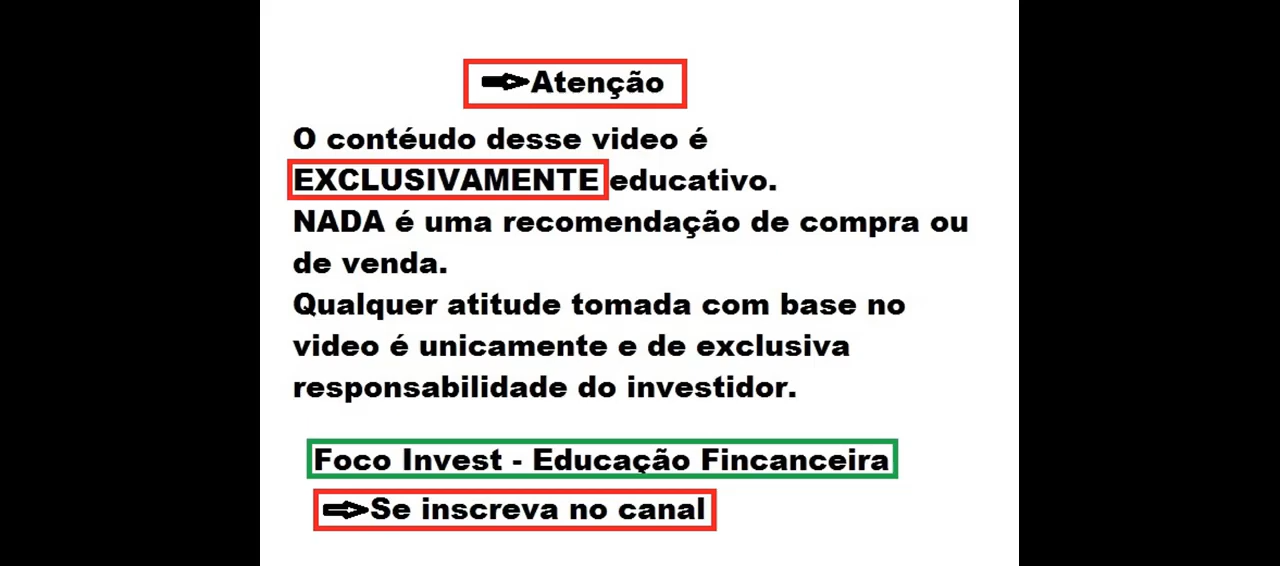 Atenção
O contéudo desse video é
EXCLUSIVAMENTE educativo.
NADA é uma recomendação de compra ou
de venda.
Qualquer atitude tomada com base no
video é unicamente e de exclusiva
responsabilidade do investidor.
Foco Invest - Educação Fincanceira
Se inscreva no canal